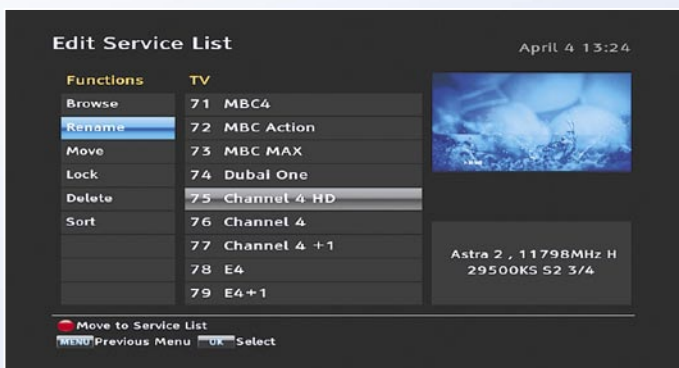 Edit Service List
April 4 13:24
Functions
Browse
Rename
Move
Lock
Delete
Sort
TV
71 MBC4
72 MBC Action
73 MBC MAX
74 Dubai One
75 Channel 4 HD
76 Channel 4
77 Channel 4 +1
78 E4
79 E4+1
Astra 2 , 11798MHz H
29500KS S2 3/4
Move to Service List
MENU Previous Menu OK Select